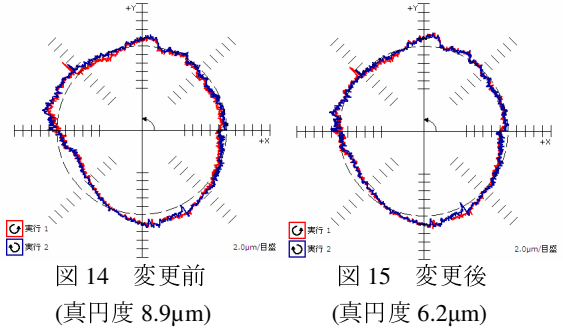 +Y
+X
実行 1
実行 2
2.0µm/目盛
図 14 変更前
(真円度 8.9µm)
+Y
+X
実行 1
実行 2
2.0µm/目盛
図 15 変更後
(真円度 6.2µm)